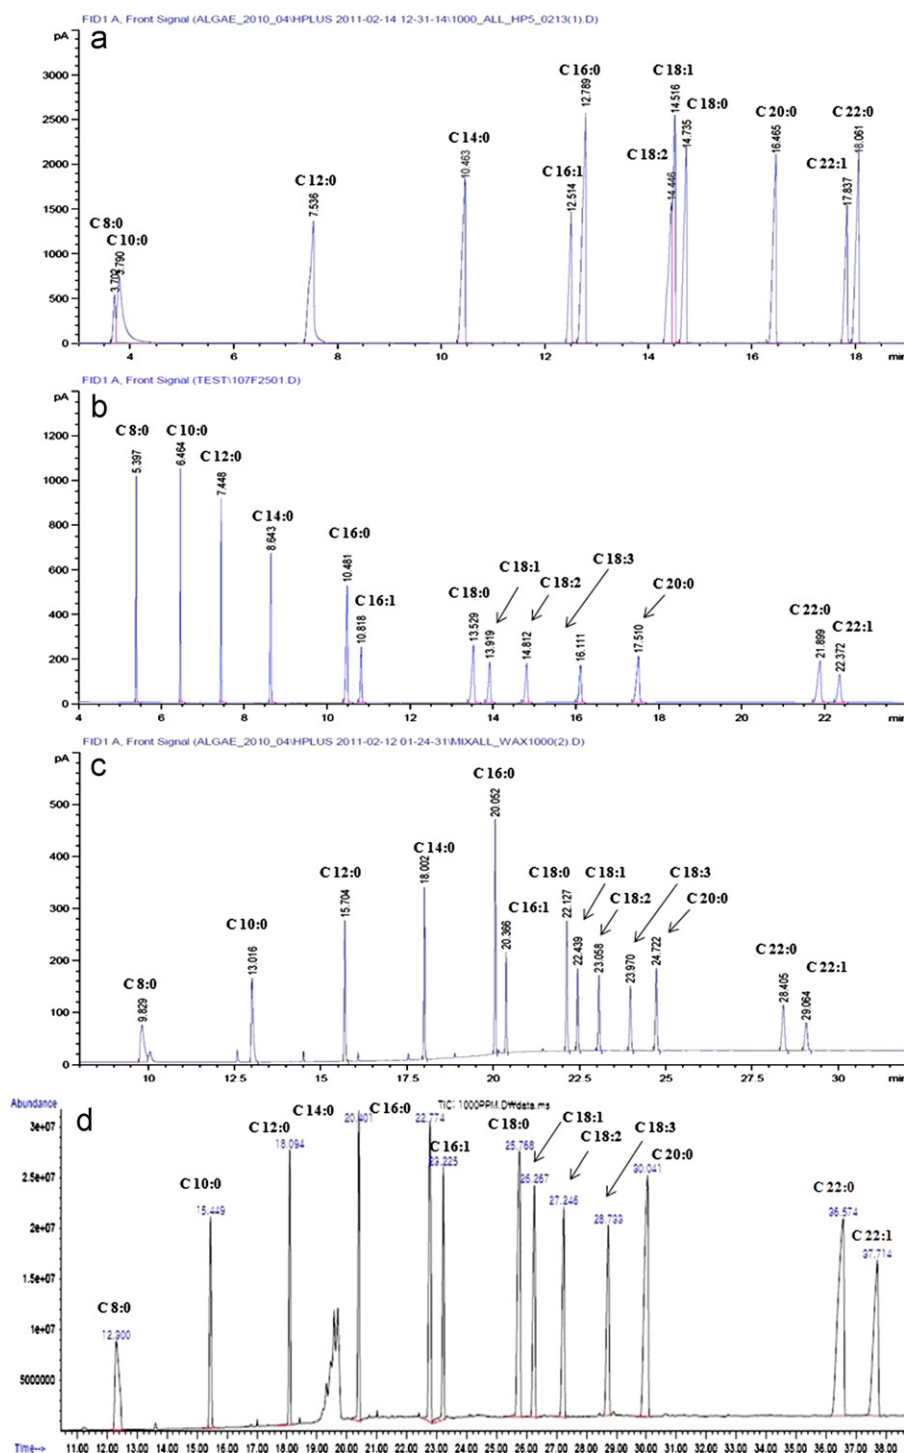 FID1 A, Front Signal (ALGAE_2010_04\HPLUS 2011-02-14 12-31-14\1000_ALL_HP5_0213(1).D)
pA
a
3000
2500
2000
1500
1000
500
0
C 8:0
3.702
C 10:0
3.790
C 12:0
7.536
C 14:0
10.463
C 16:1
12.514
C 16:0
12.789
C 18:2
14.446
C 18:1
14.516
C 18:0
14.735
C 20:0
16.465
C 22:1
17.837
C 22:0
18.061
4 6 8 10 12 14 16 18 min
FID1 A, Front Signal (TEST\107F2501.D)
pA
b
1200
1000
800
600
400
200
0
C 8:0
5.397
C 10:0
6.464
C 12:0
7.448
C 14:0
8.643
C 16:0
10.481
C 16:1
10.818
C 18:0
13.529
C 18:1
13.919
C 18:2
14.812
C 18:3
16.111
C 20:0
17.510
C 22:0
21.899
C 22:1
22.372
4 6 8 10 12 14 16 18 20 22
FID1 A, Front Signal (ALGAE_2010_04\HPLUS 2011-02-12 01-24-31\MIXALL_WAX1000(2).D)
pA
c
500
400
300
200
100
0
C 8:0
9.829
C 10:0
13.016
C 12:0
15.704
C 14:0
18.002
C 16:0
20.052
C 16:1
20.366
C 18:0
22.127
C 18:1
22.439
C 18:2
23.058
C 18:3
23.970
C 20:0
24.722
C 22:0
28.405
C 22:1
29.064
10 12.5 15 17.5 20 22.5 25 27.5 30 min
Abundance
d
TIC: 1000PPM.D\data.ms
3e+07
2.5e+07
2e+07
1.5e+07
1e+07
5000000
C 8:0
12.300
C 10:0
15.449
C 12:0
18.094
C 14:0
20.401
C 16:0
22.774
C 16:1
23.225
C 18:0
25.768
C 18:1
26.267
C 18:2
27.246
C 18:3
28.733
C 20:0
30.041
C 22:0
36.574
C 22:1
37.714
11.00 12.00 13.00 14.00 15.00 16.00 17.00 18.00 19.00 20.00 21.00 22.00 23.00 24.00 25.00 26.00 27.00 28.00 29.00 30.00 31.00 32.00 33.00 34.00 35.00 36.00 37.00 38.00
Time-->